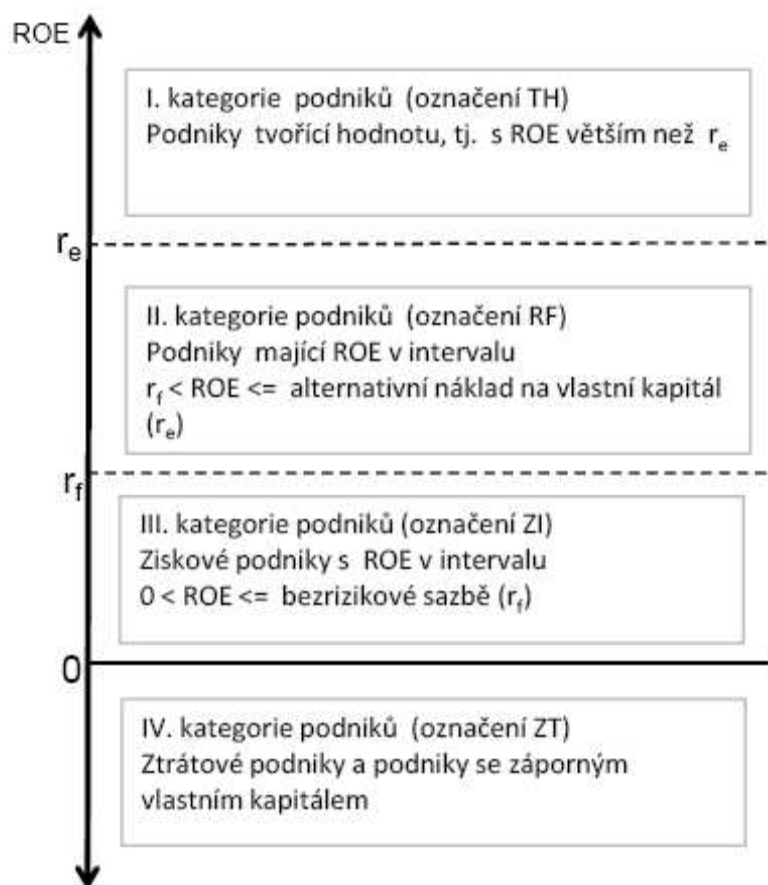 ROE
I. kategorie podniků (označení TH)
Podniky tvořící hodnotu, tj. s ROE větším než re
re
II. kategorie podniků (označení RF)
Podniky mající ROE v intervalu
rf < ROE <= alternativní náklad na vlastní kapitál
(re)
rf
III. kategorie podniků (označení ZI)
Ziskové podniky s ROE v intervalu
0 < ROE <= bezrizikové sazbě (rf)
0
IV. kategorie podniků (označení ZT)
Ztrátové podniky a podniky se záporným
vlastním kapitálem